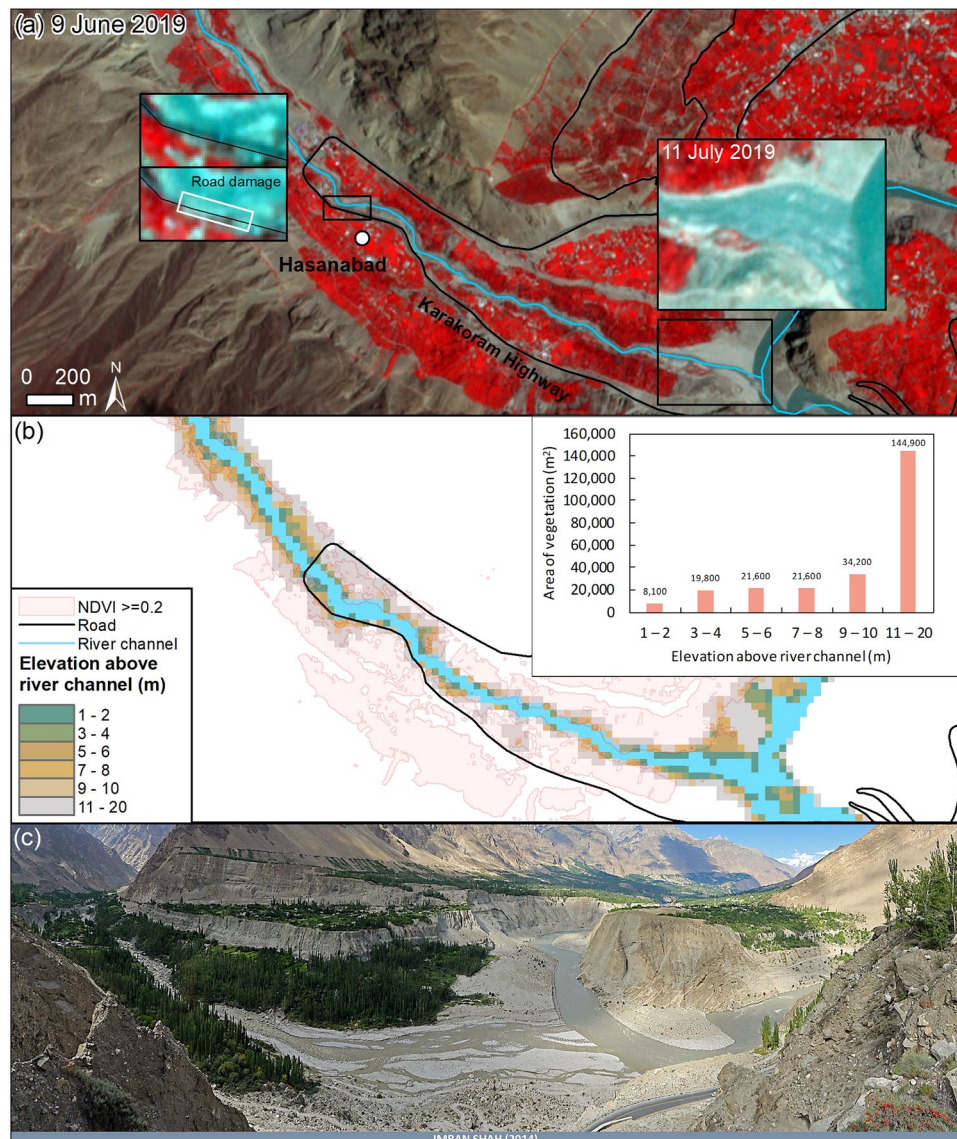 (a) 9 June 2019
11 July 2019
Road damage
Hasanabad
Karakoram Highway
0 200
m
N
(b)
160,000
140,000
120,000
100,000
80,000
60,000
40,000
20,000
0
Area of vegetation (m²)
8,100
19,800
21,600
21,600
34,200
144,900
1 – 2
3 – 4
5 – 6
7 – 8
9 – 10
11 – 20
Elevation above river channel (m)
NDVI >=0.2
Road
River channel
Elevation above
river channel (m)
1 - 2
3 - 4
5 - 6
7 - 8
9 - 10
11 - 20
(c)
IMRAN SHAH (2014)